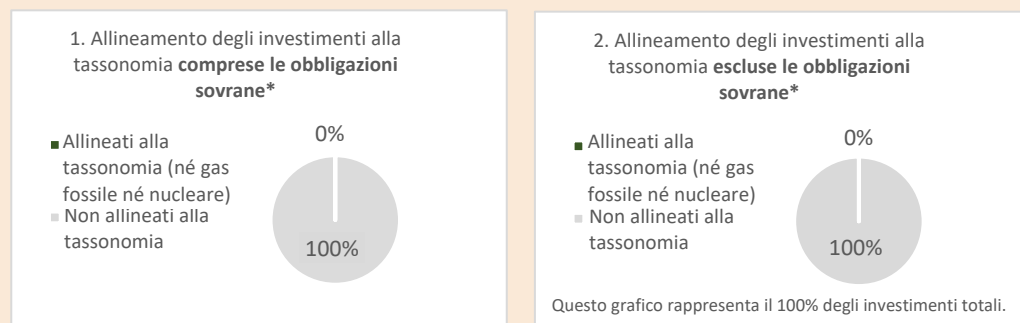 1. Allineamento degli investimenti alla
tassonomia comprese le obbligazioni
sovrane*
Allineati alla
tassonomia (né gas
fossile né nucleare)
Non allineati alla
tassonomia
0%
100%
2. Allineamento degli investimenti alla
tassonomia escluse le obbligazioni
sovrane*
Allineati alla
tassonomia (né gas
fossile né nucleare)
Non allineati alla
tassonomia
0%
100%
Questo grafico rappresenta il 100% degli investimenti totali.